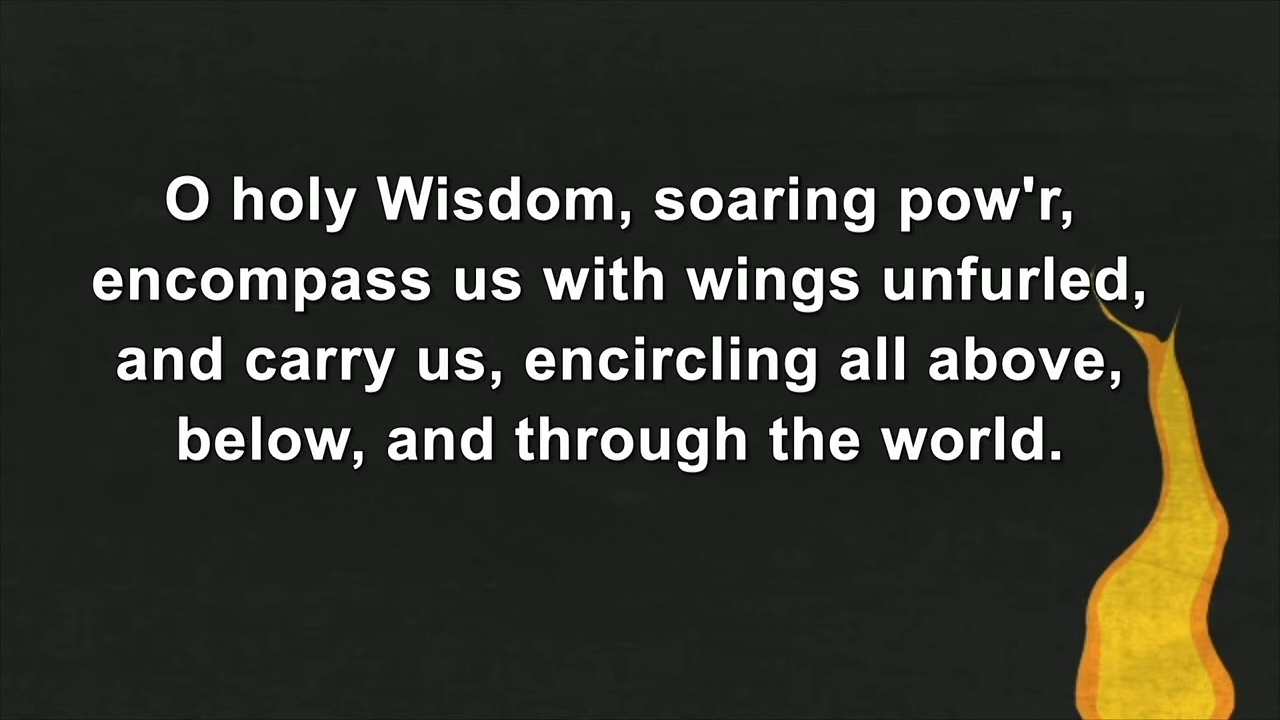 O holy Wisdom, soaring pow'r,
encompass us with wings unfurled,
and carry us, encircling all above,
below, and through the world.